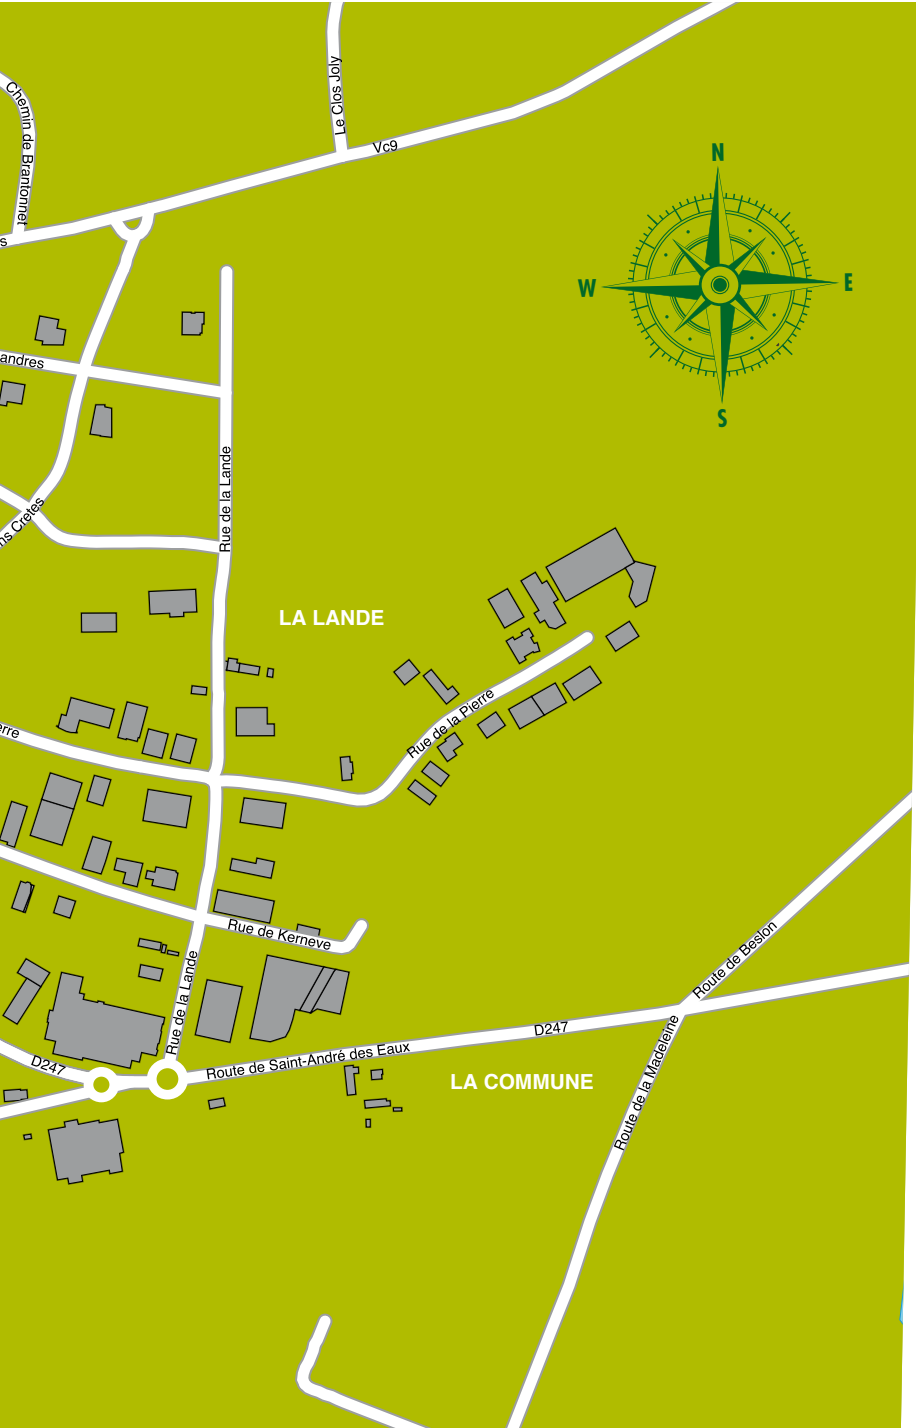 Le Clos Joly
Chemin de Brantonnet
Vc9
N
W
E
S
s
andres
Rue de la Lande
ns Cretes
LA LANDE
Rue de la Pierre
erre
Rue de Kerneve
Route de Beslon
Rue de la Lande
D247
Route de Saint-André des Eaux
D247
LA COMMUNE
Route de la Madeleine